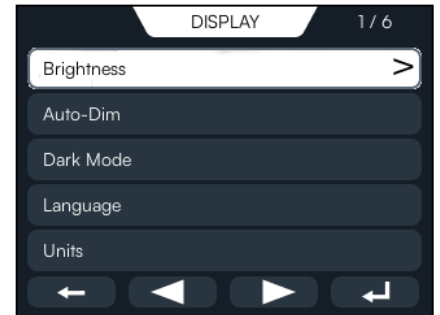 DISPLAY 1 / 6
Brightness >
Auto-Dim
Dark Mode
Language
Units